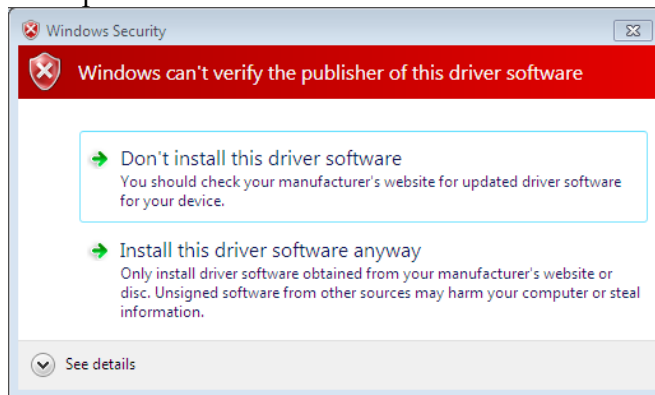 Windows Security
Windows can't verify the publisher of this driver software
Don't install this driver software
You should check your manufacturer's website for updated driver software
for your device.
Install this driver software anyway
Only install driver software obtained from your manufacturer's website or
disc. Unsigned software from other sources may harm your computer or steal
information.
See details